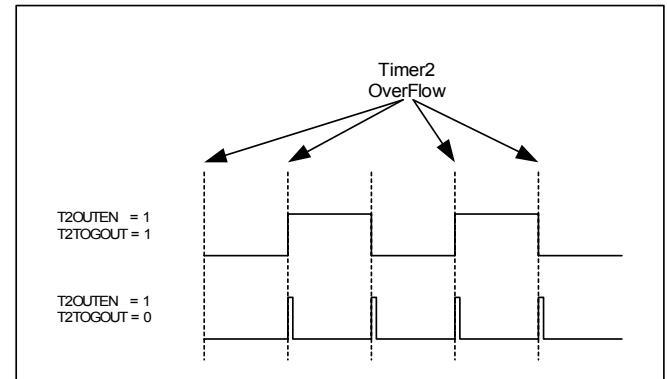 Timer2
OverFlow
T2OUTEN = 1
T2TOGOUT = 1
T2OUTEN = 1
T2TOGOUT = 0